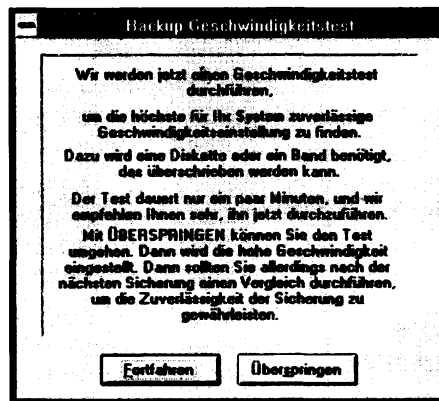 Backup Geschwindigkeitstest
Wir werden jetzt einen Geschwindigkeitstest
durchführen,
um die höchste für Ihr System zuverlässige
Geschwindigkeitseinstellung zu finden.
Dazu wird eine Diskette oder ein Band benötigt,
das überschrieben werden kann.
Der Test dauert nur ein paar Minuten, und wir
empfehlen Ihnen sehr, ihn jetzt durchzuführen.
Mit ÜBERSPRINGEN können Sie den Test
umgehen. Dann wird die hohe Geschwindigkeit
eingestellt. Dann sollten Sie allerdings nach der
nächsten Sicherung einen Vergleich durchführen,
um die Zuverlässigkeit der Sicherung zu
gewährleisten.
Fortfahren Überspringen